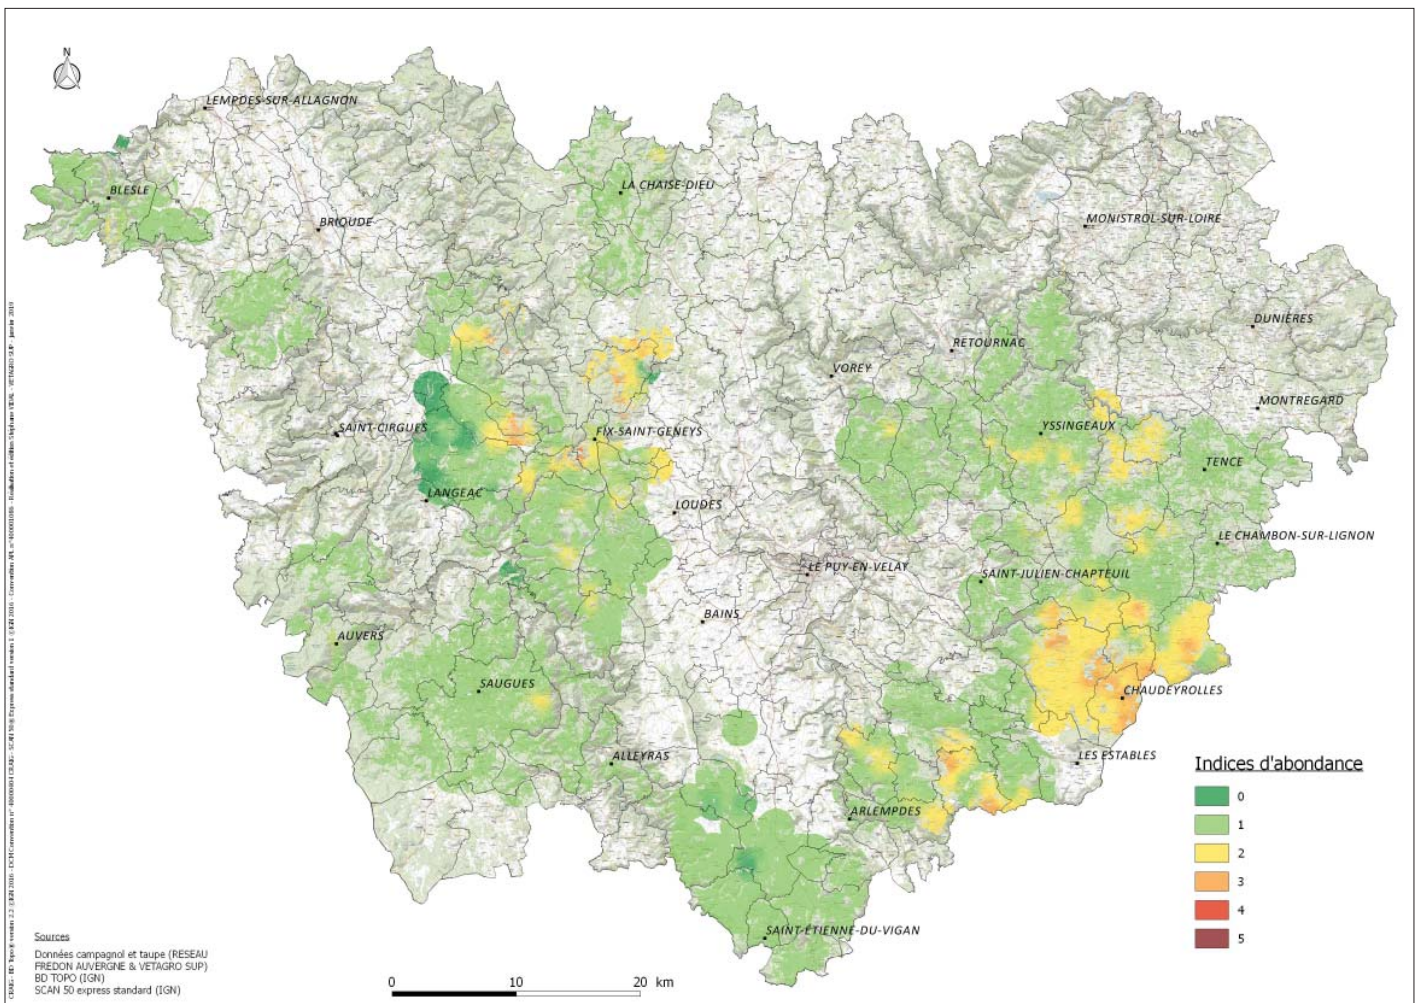 N
LEMPDES-SUR-ALLAGNON
BLESLE
LA CHAISE-DIEU
BRIOUDE
MONISTROL-SUR-LOIRE
DUNIÈRES
RETOURNAC
VOREY
MONTREGARD
SAINT-CIRGUES
FIX-SAINT-GENEYS
YSSINGEAUX
TENCE
LANGEAC
LOUDES
LE CHAMBON-SUR-LIGNON
LE PUY-EN-VELAY
SAINT-JULIEN-CHAPTEUIL
BAINS
AUVERS
SAUGUES
CHAUDEYROLLES
ALLEYRAS
LES ESTABLES
ARLEMPDES
SAINT-ÉTIENNE-DU-VIGAN
Indices d'abondance
0
1
2
3
4
5
Sources
Données campagnol et taupe (RESEAU
FREDON AUVERGNE & VETAGRO SUP)
BD TOPO (IGN)
SCAN 50 express standard (IGN)
0 10 20 km